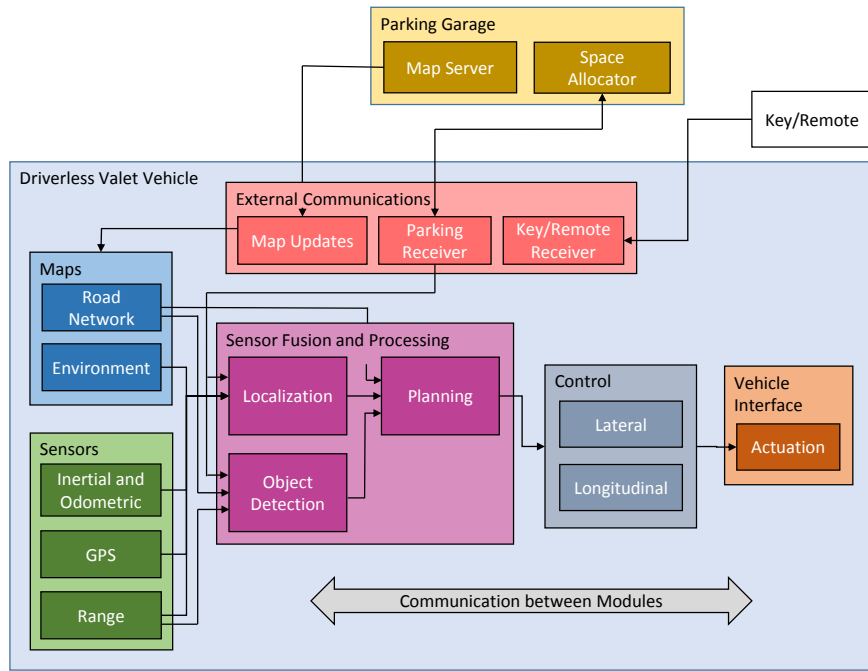 Parking Garage
Map Server
Space
Allocator
Key/Remote
Driverless Valet Vehicle
External Communications
Map Updates
Parking
Receiver
Key/Remote
Receiver
Maps
Road
Network
Environment
Sensor Fusion and Processing
Localization
Planning
Object
Detection
Control
Lateral
Longitudinal
Vehicle
Interface
Actuation
Sensors
Inertial and
Odometric
GPS
Range
Communication between Modules